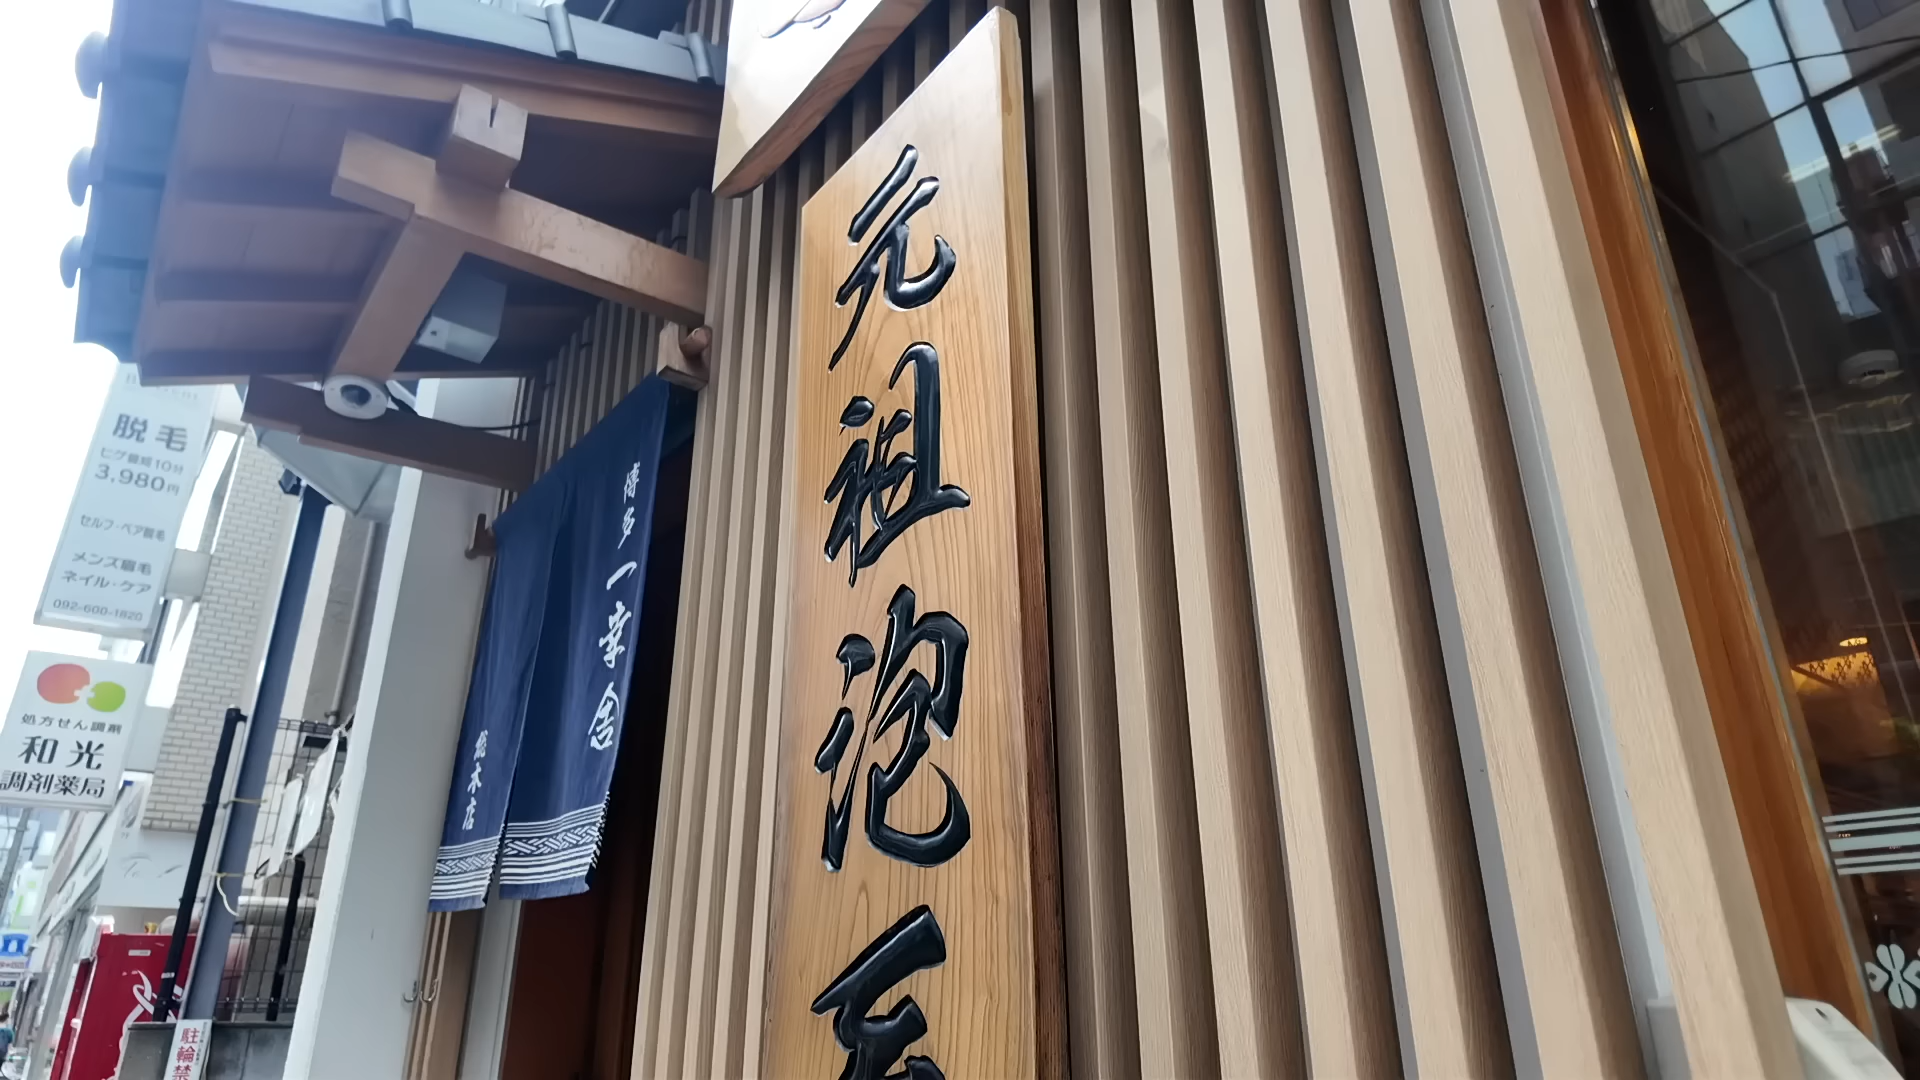 元祖泡系
博多一幸舎
総本店
脱毛
ヒゲ最短10分
3,980円
セルフ・ペア脱毛
メンズ眉毛
ネイル・ケア
092-600-1820
処方せん調剤
和光
調剤薬局
駐輪禁